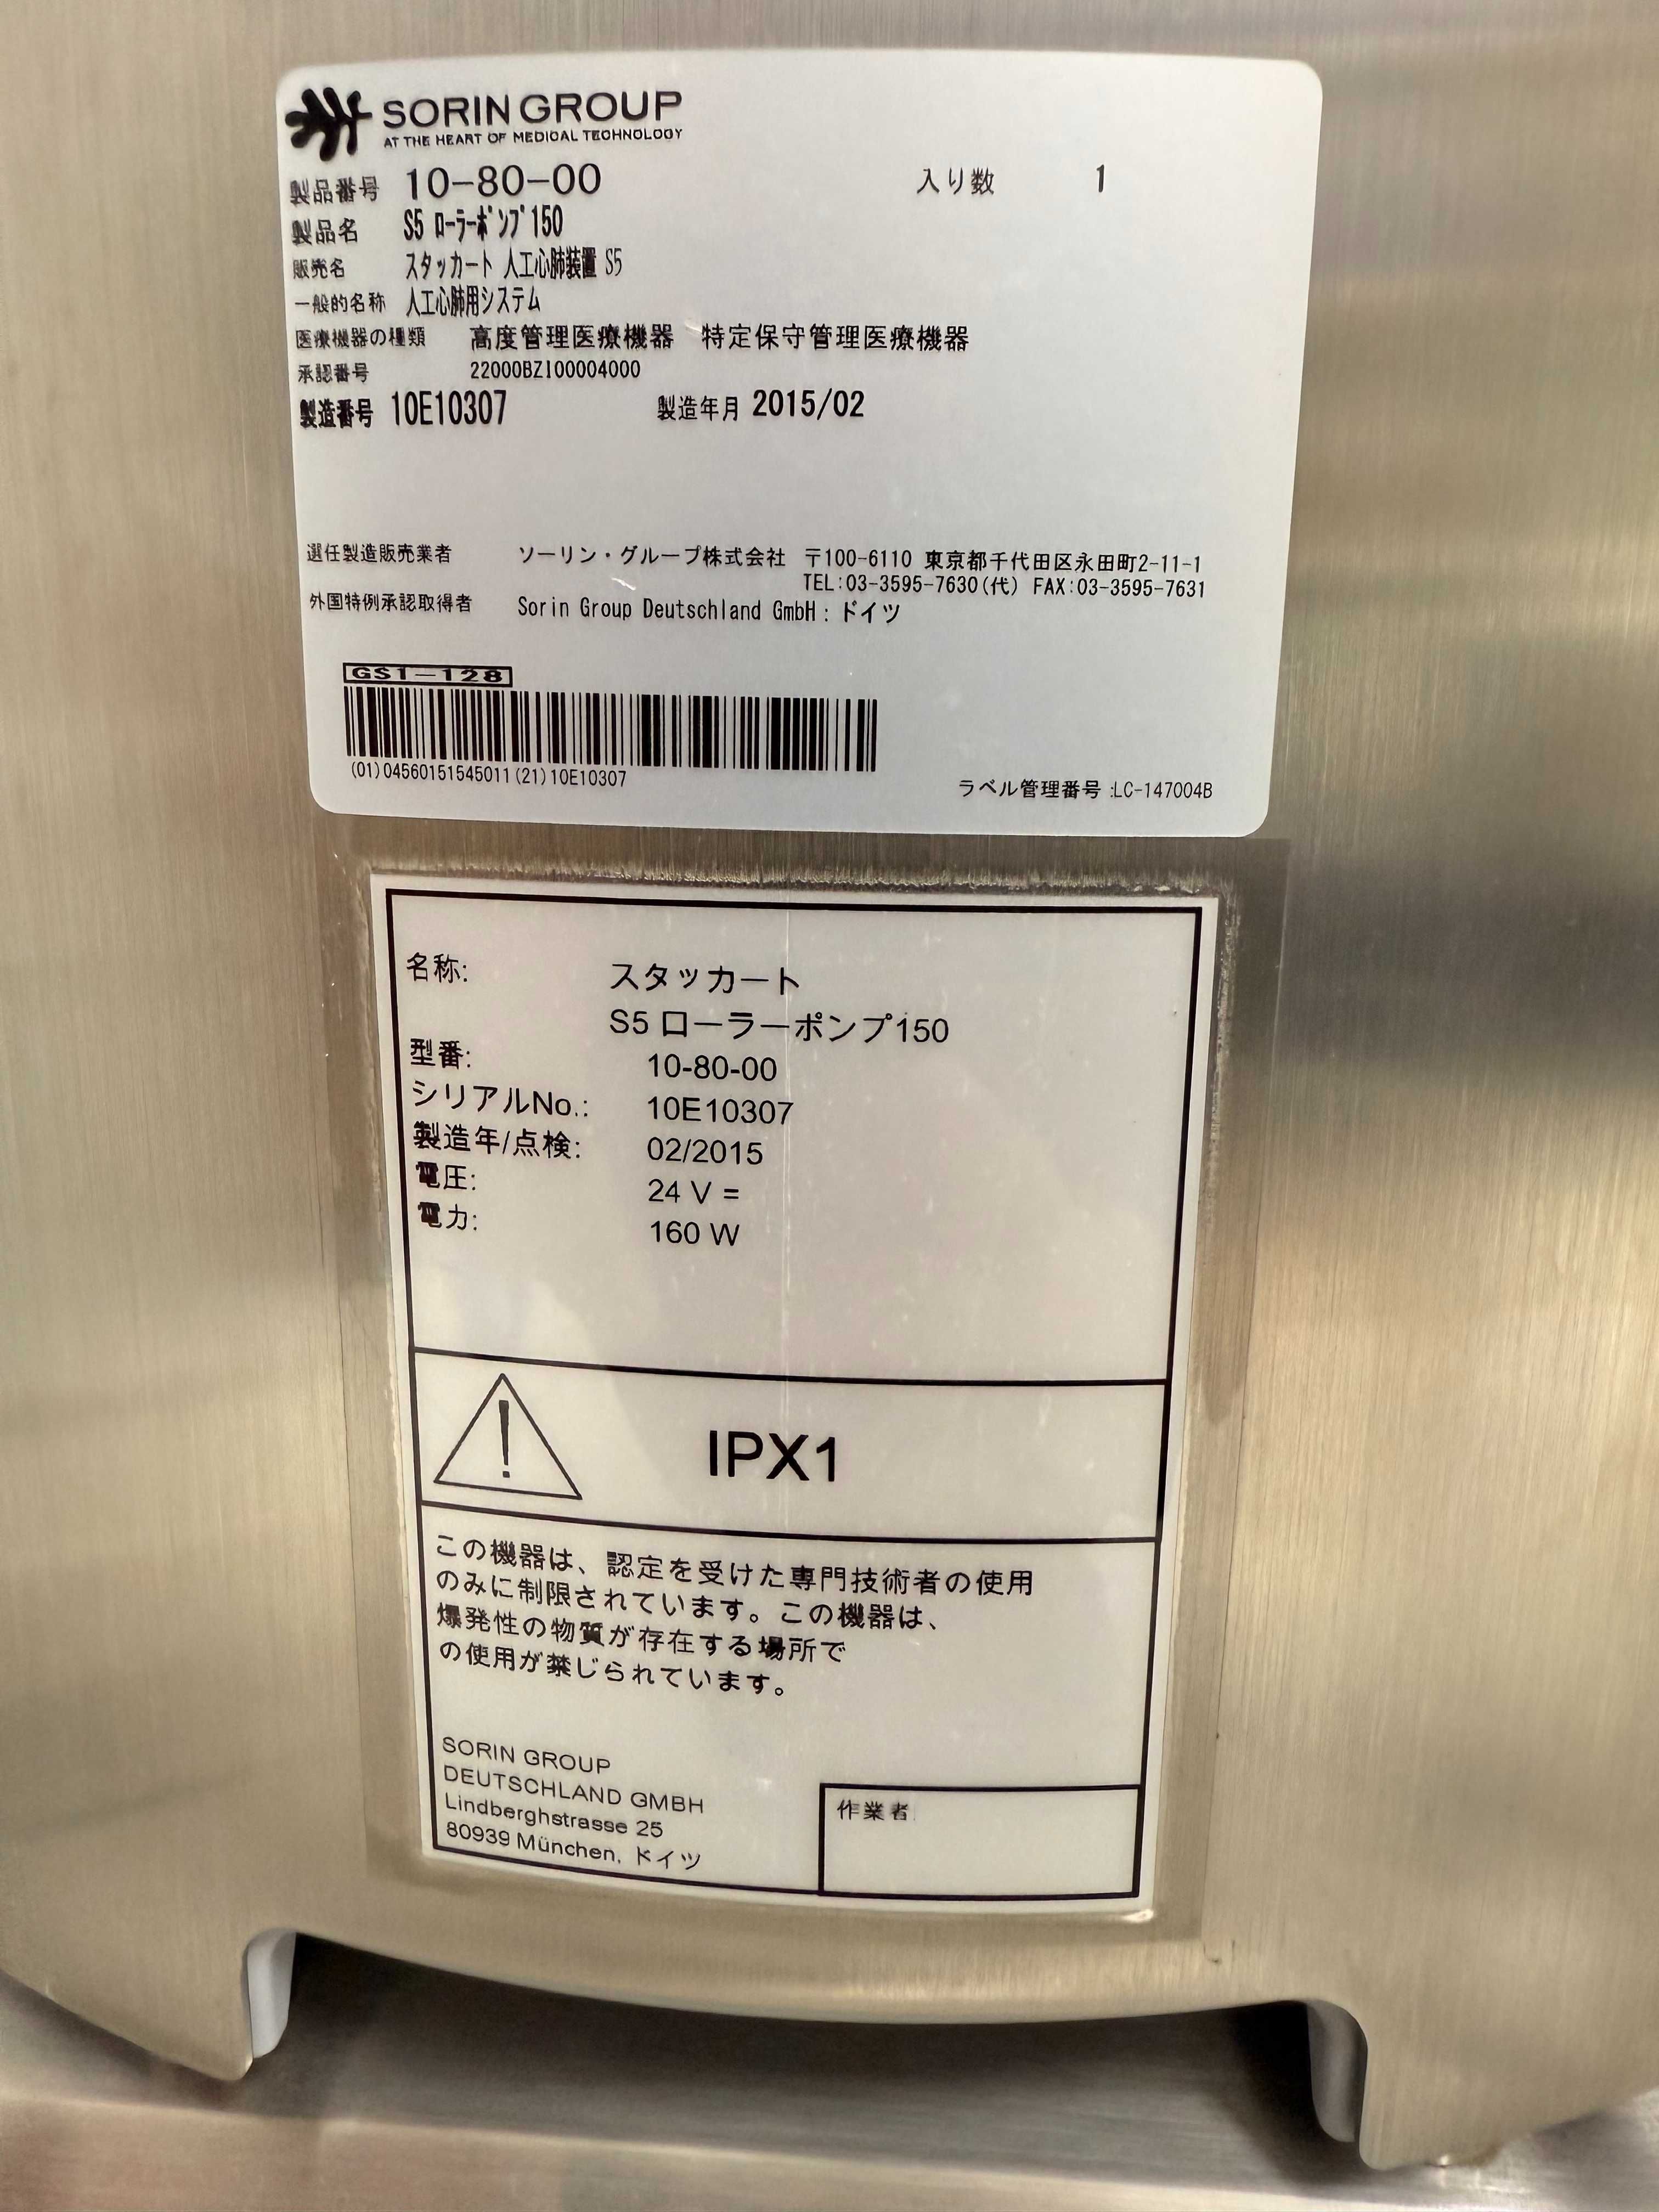 SORIN GROUP
AT THE HEART OF MEDICAL TECHNOLOGY
製品番号 10-80-00 入り数 1
製品名 S5 ﾛｰﾗｰﾎﾟﾝﾌﾟ150
販売名 スタッカート 人工心肺装置 S5
一般的名称 人工心肺用システム
医療機器の種類 高度管理医療機器 特定保守管理医療機器
承認番号 22000BZI00004000
製造番号 10E10307 製造年月 2015/02
選任製造販売業者 ソーリン・グループ株式会社 〒100-6110 東京都千代田区永田町2-11-1
TEL:03-3595-7630(代) FAX:03-3595-7631
外国特例承認取得者 Sorin Group Deutschland GmbH: ドイツ
GS1-128
(01)04560151545011(21)10E10307
ラベル管理番号:LC-147004B
名称: スタッカート
S5 ローラーポンプ150
型番: 10-80-00
シリアルNo.: 10E10307
製造年/点検: 02/2015
電圧: 24 V =
電力: 160 W
IPX1
この機器は、認定を受けた専門技術者の使用
のみに制限されています。この機器は、
爆発性の物質が存在する場所で
の使用が禁じられています。
SORIN GROUP
DEUTSCHLAND GMBH
Lindberghstrasse 25
80939 München, ドイツ
作業者